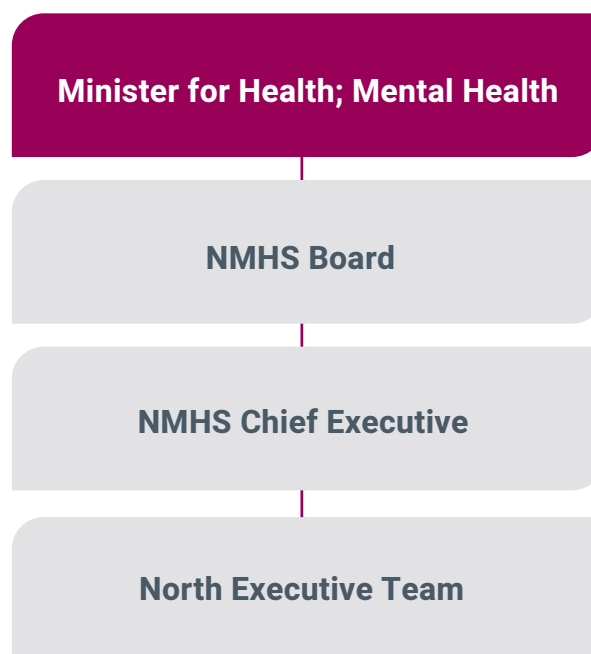 Minister for Health; Mental Health
NMHS Board
NMHS Chief Executive
North Executive Team